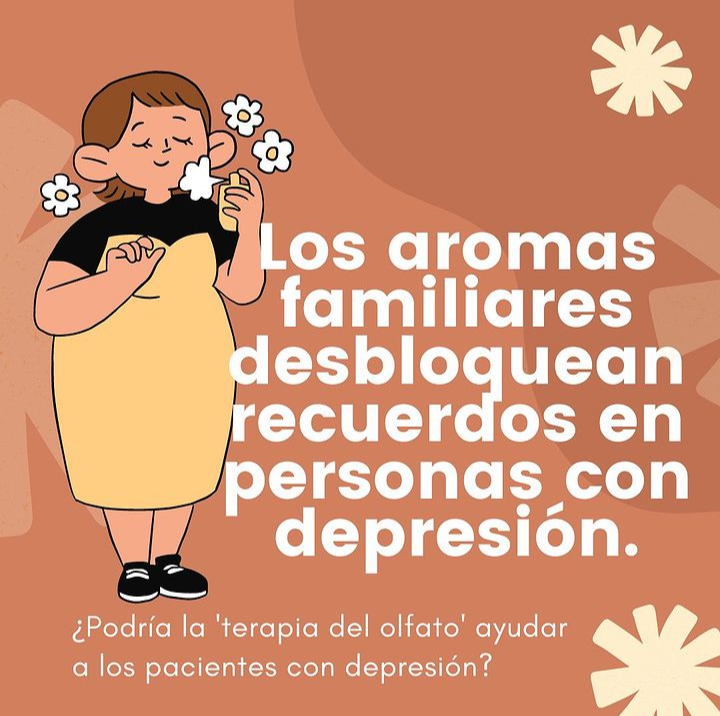 Los aromas
familiares
desbloquean
recuerdos en
personas con
depresión.
¿Podría la 'terapia del olfato' ayudar
a los pacientes con depresión?